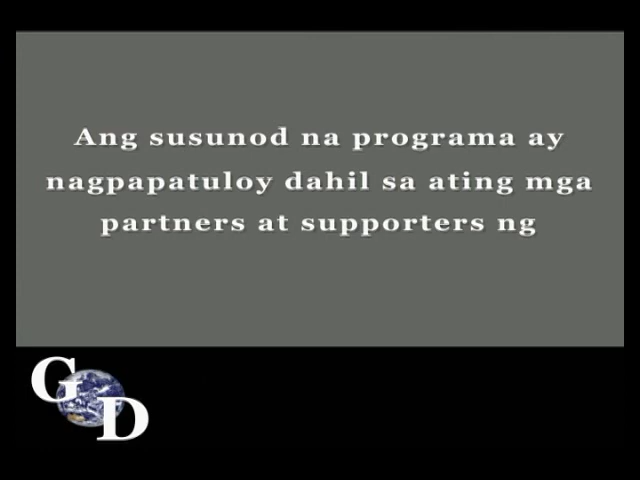 Ang susunod na programa ay
nagpapatuloy dahil sa ating mga
partners at supporters ng
GD